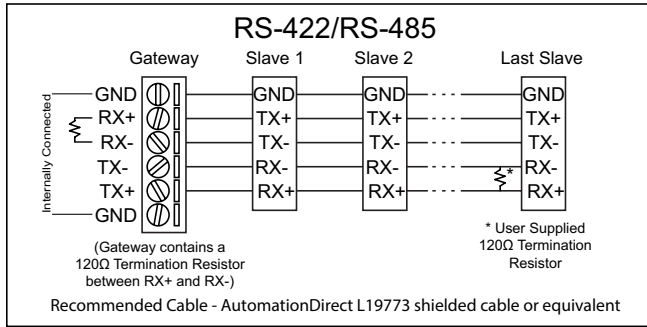 RS-422/RS-485
Gateway Slave 1 Slave 2 Last Slave
Internally Connected
GND GND GND GND
RX+ TX+ TX+ TX+
RX- TX- TX- TX-
TX- RX- RX- RX-
TX+ RX+ RX+ RX+
GND
*
(Gateway contains a
120Ω Termination Resistor
between RX+ and RX-)
* User Supplied
120Ω Termination
Resistor
Recommended Cable - AutomationDirect L19773 shielded cable or equivalent